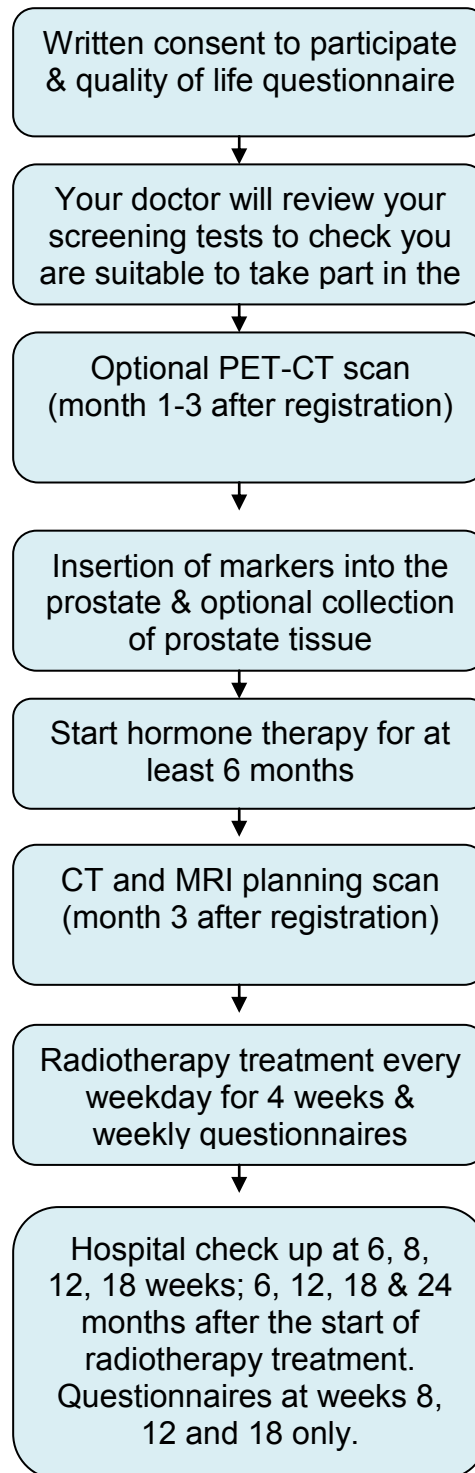 Written consent to participate
& quality of life questionnaire
Your doctor will review your
screening tests to check you
are suitable to take part in the
Optional PET-CT scan
(month 1-3 after registration)
Insertion of markers into the
prostate & optional collection
of prostate tissue
Start hormone therapy for at
least 6 months
CT and MRI planning scan
(month 3 after registration)
Radiotherapy treatment every
weekday for 4 weeks &
weekly questionnaires
Hospital check up at 6, 8,
12, 18 weeks; 6, 12, 18 & 24
months after the start of
radiotherapy treatment.
Questionnaires at weeks 8,
12 and 18 only.